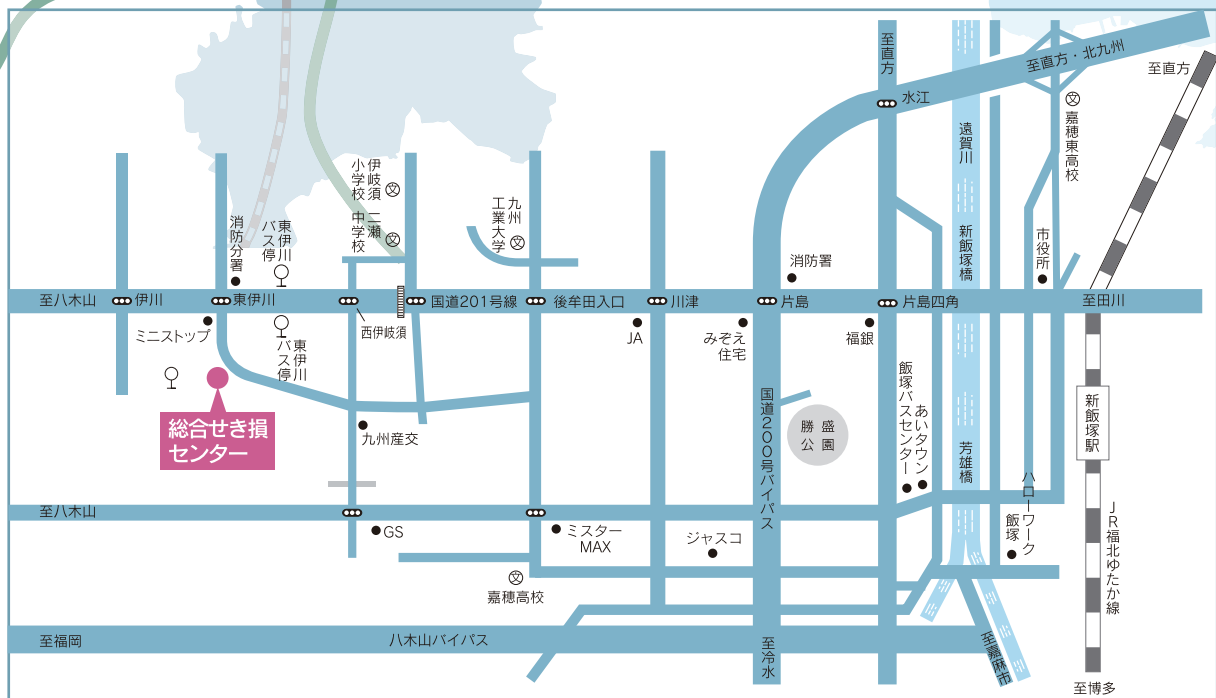 至直方
至直方・北九州
至直方
水江
嘉穂東高校
遠賀川
新飯塚橋
市役所
伊岐須
小学校
二瀬
中学校
九州
工業大学
消防分署
東伊川
バス停
消防署
至八木山
伊川
東伊川
国道201号線
後牟田入口
川津
片島
片島四角
至田川
ミニストップ
東伊川
バス停
西伊岐須
JA
みぞえ
住宅
福銀
総合せき損
センター
九州産交
国道200号バイパス
勝盛
公園
飯塚バスセンター
あいタウン
芳雄橋
新飯塚駅
至八木山
GS
ミスター
MAX
ジャスコ
ハローワーク
飯塚
JR福北ゆたか線
嘉穂高校
至福岡
八木山バイパス
至冷水
至嘉麻市
至博多
文
文
文
文
文